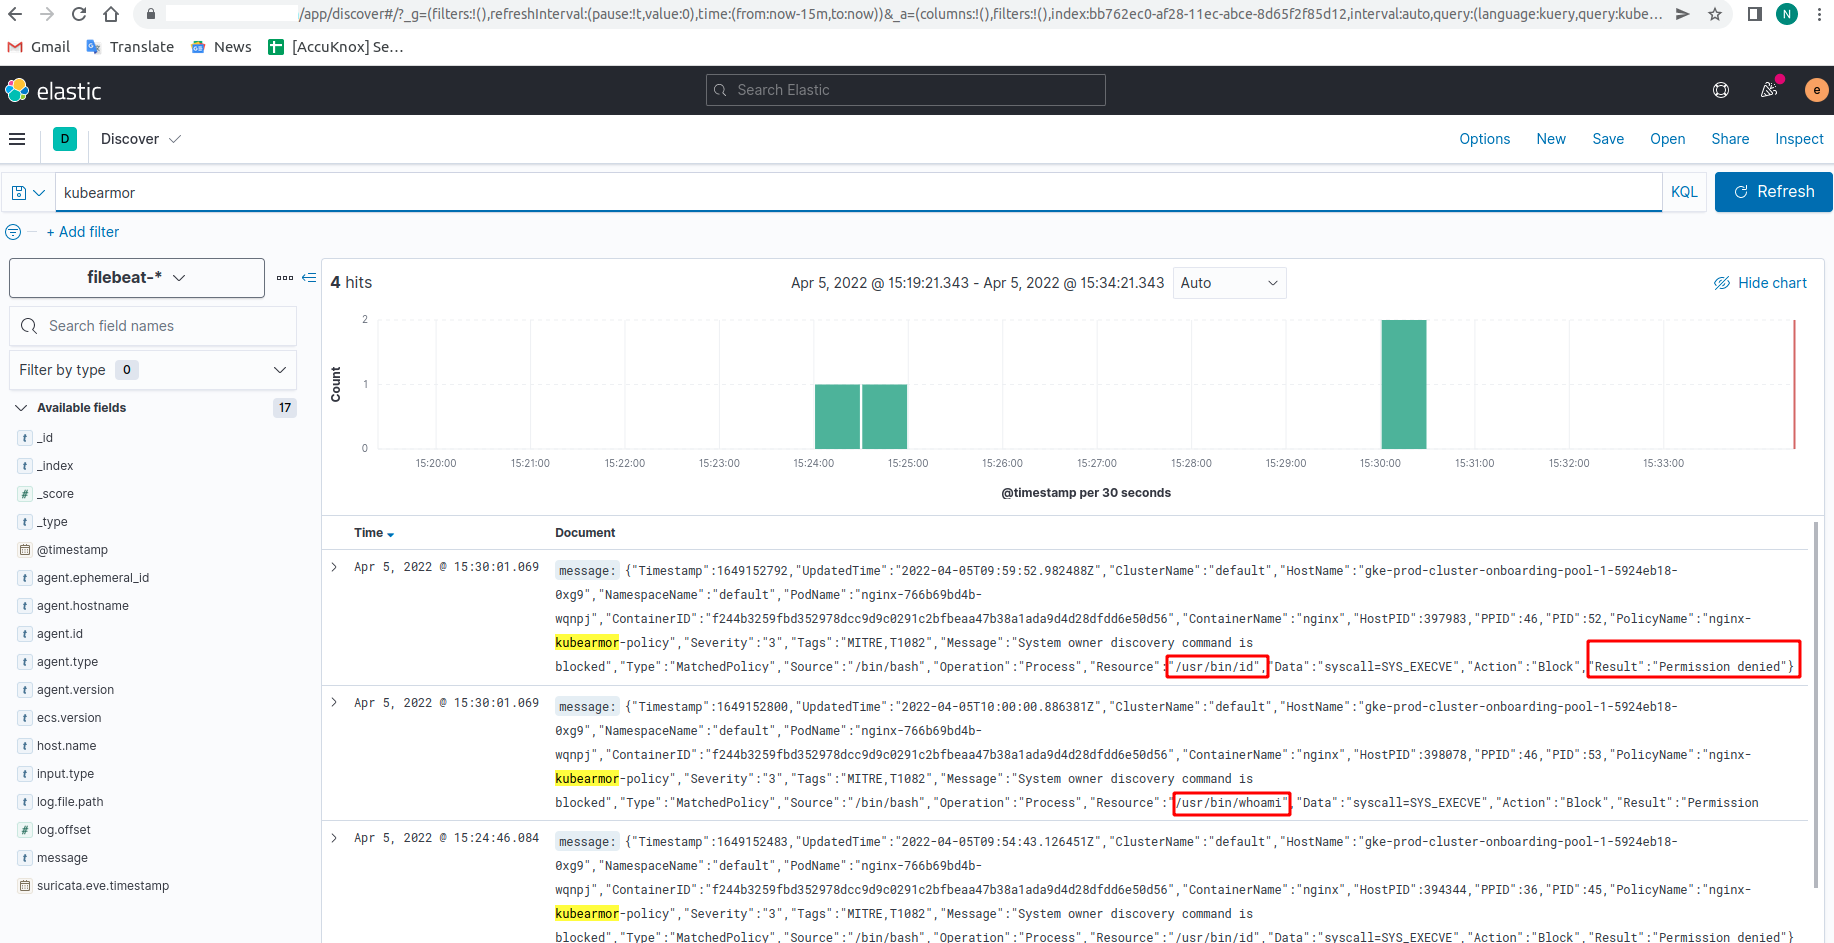 /app/discover#/?_g=(filters:!(),refreshInterval:(pause:!t,value:0),time:(from:now-15m,to:now))&_a=(columns:!(),filters:!(),index:bb762ec0-af28-11ec-abce-8d65f2f85d12,interval:auto,query:(language:kuery,query:kube...
N
Gmail Translate News [AccuKnox] Se...
elastic Search Elastic e
D Discover Options New Save Open Share Inspect
kubearmor KQL Refresh
+ Add filter
filebeat-*
4 hits Apr 5, 2022 @ 15:19:21.343 - Apr 5, 2022 @ 15:34:21.343 Auto Hide chart
Search field names
Filter by type 0
Available fields 17
t _id
t _index
# _score
t _type
@timestamp
t agent.ephemeral_id
t agent.hostname
t agent.id
t agent.type
t agent.version
t ecs.version
t host.name
t input.type
t log.file.path
# log.offset
t message
suricata.eve.timestamp
Count
2
1
0
15:20:00 15:21:00 15:22:00 15:23:00 15:24:00 15:25:00 15:26:00 15:27:00 15:28:00 15:29:00 15:30:00 15:31:00 15:32:00 15:33:00
@timestamp per 30 seconds
Time Document
Apr 5, 2022 @ 15:30:01.069 message: {"Timestamp":1649152792,"UpdatedTime":"2022-04-05T09:59:52.982488Z","ClusterName":"default","HostName":"gke-prod-cluster-onboarding-pool-1-5924eb18-
0xg9","NamespaceName":"default","PodName":"nginx-766b69bd4b-
wqnpj","ContainerID":"f244b3259fbd352978dcc9d9c0291c2bfbeaa47b38a1ada9d4d28dfdd6e50d56","ContainerName":"nginx","HostPID":397983,"PPID":46,"PID":52,"PolicyName":"nginx-
kubearmor-policy","Severity":"3","Tags":"MITRE,T1082","Message":"System owner discovery command is
blocked","Type":"MatchedPolicy","Source":"/bin/bash","Operation":"Process","Resource":"/usr/bin/id","Data":"syscall=SYS_EXECVE","Action":"Block","Result":"Permission denied"}
Apr 5, 2022 @ 15:30:01.069 message: {"Timestamp":1649152800,"UpdatedTime":"2022-04-05T10:00:00.886381Z","ClusterName":"default","HostName":"gke-prod-cluster-onboarding-pool-1-5924eb18-
0xg9","NamespaceName":"default","PodName":"nginx-766b69bd4b-
wqnpj","ContainerID":"f244b3259fbd352978dcc9d9c0291c2bfbeaa47b38a1ada9d4d28dfdd6e50d56","ContainerName":"nginx","HostPID":398078,"PPID":46,"PID":53,"PolicyName":"nginx-
kubearmor-policy","Severity":"3","Tags":"MITRE,T1082","Message":"System owner discovery command is
blocked","Type":"MatchedPolicy","Source":"/bin/bash","Operation":"Process","Resource":"/usr/bin/whoami","Data":"syscall=SYS_EXECVE","Action":"Block","Result":"Permission
Apr 5, 2022 @ 15:24:46.084 message: {"Timestamp":1649152483,"UpdatedTime":"2022-04-05T09:54:43.126451Z","ClusterName":"default","HostName":"gke-prod-cluster-onboarding-pool-1-5924eb18-
0xg9","NamespaceName":"default","PodName":"nginx-766b69bd4b-
wqnpj","ContainerID":"f244b3259fbd352978dcc9d9c0291c2bfbeaa47b38a1ada9d4d28dfdd6e50d56","ContainerName":"nginx","HostPID":394344,"PPID":36,"PID":45,"PolicyName":"nginx-
kubearmor-policy","Severity":"3","Tags":"MITRE,T1082","Message":"System owner discovery command is
blocked","Type":"MatchedPolicy","Source":"/bin/bash","Operation":"Process","Resource":"/usr/bin/id","Data":"syscall=SYS_EXECVE","Action":"Block","Result":"Permission denied"}